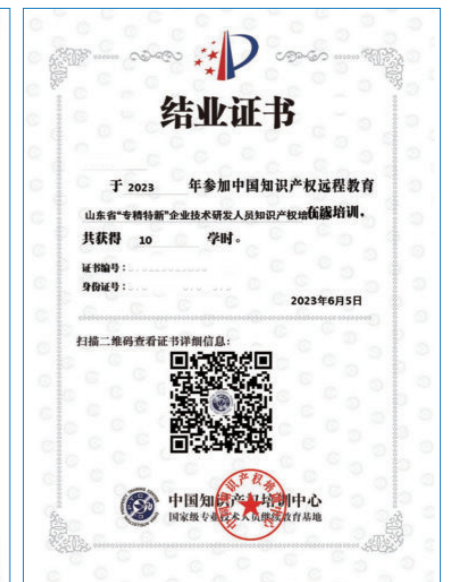 结业证书
于 2023 年参加中国知识产权远程教育
山东省“专精特新”企业技术研发人员知识产权培 在线培训，
共获得 10 学时。
证书编号：
身份证号：
2023年6月5日
扫描二维码查看证书详细信息：
中国知识产权培训中心
国家级专业技术人员继续教育基地